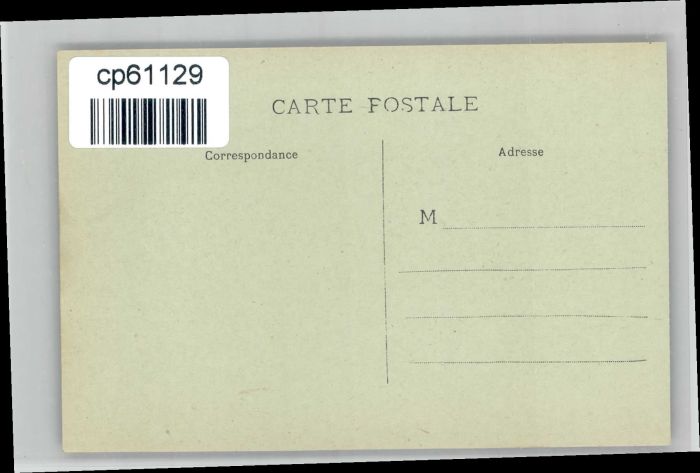 cp61129
CARTE POSTALE
Correspondance
Adresse
M